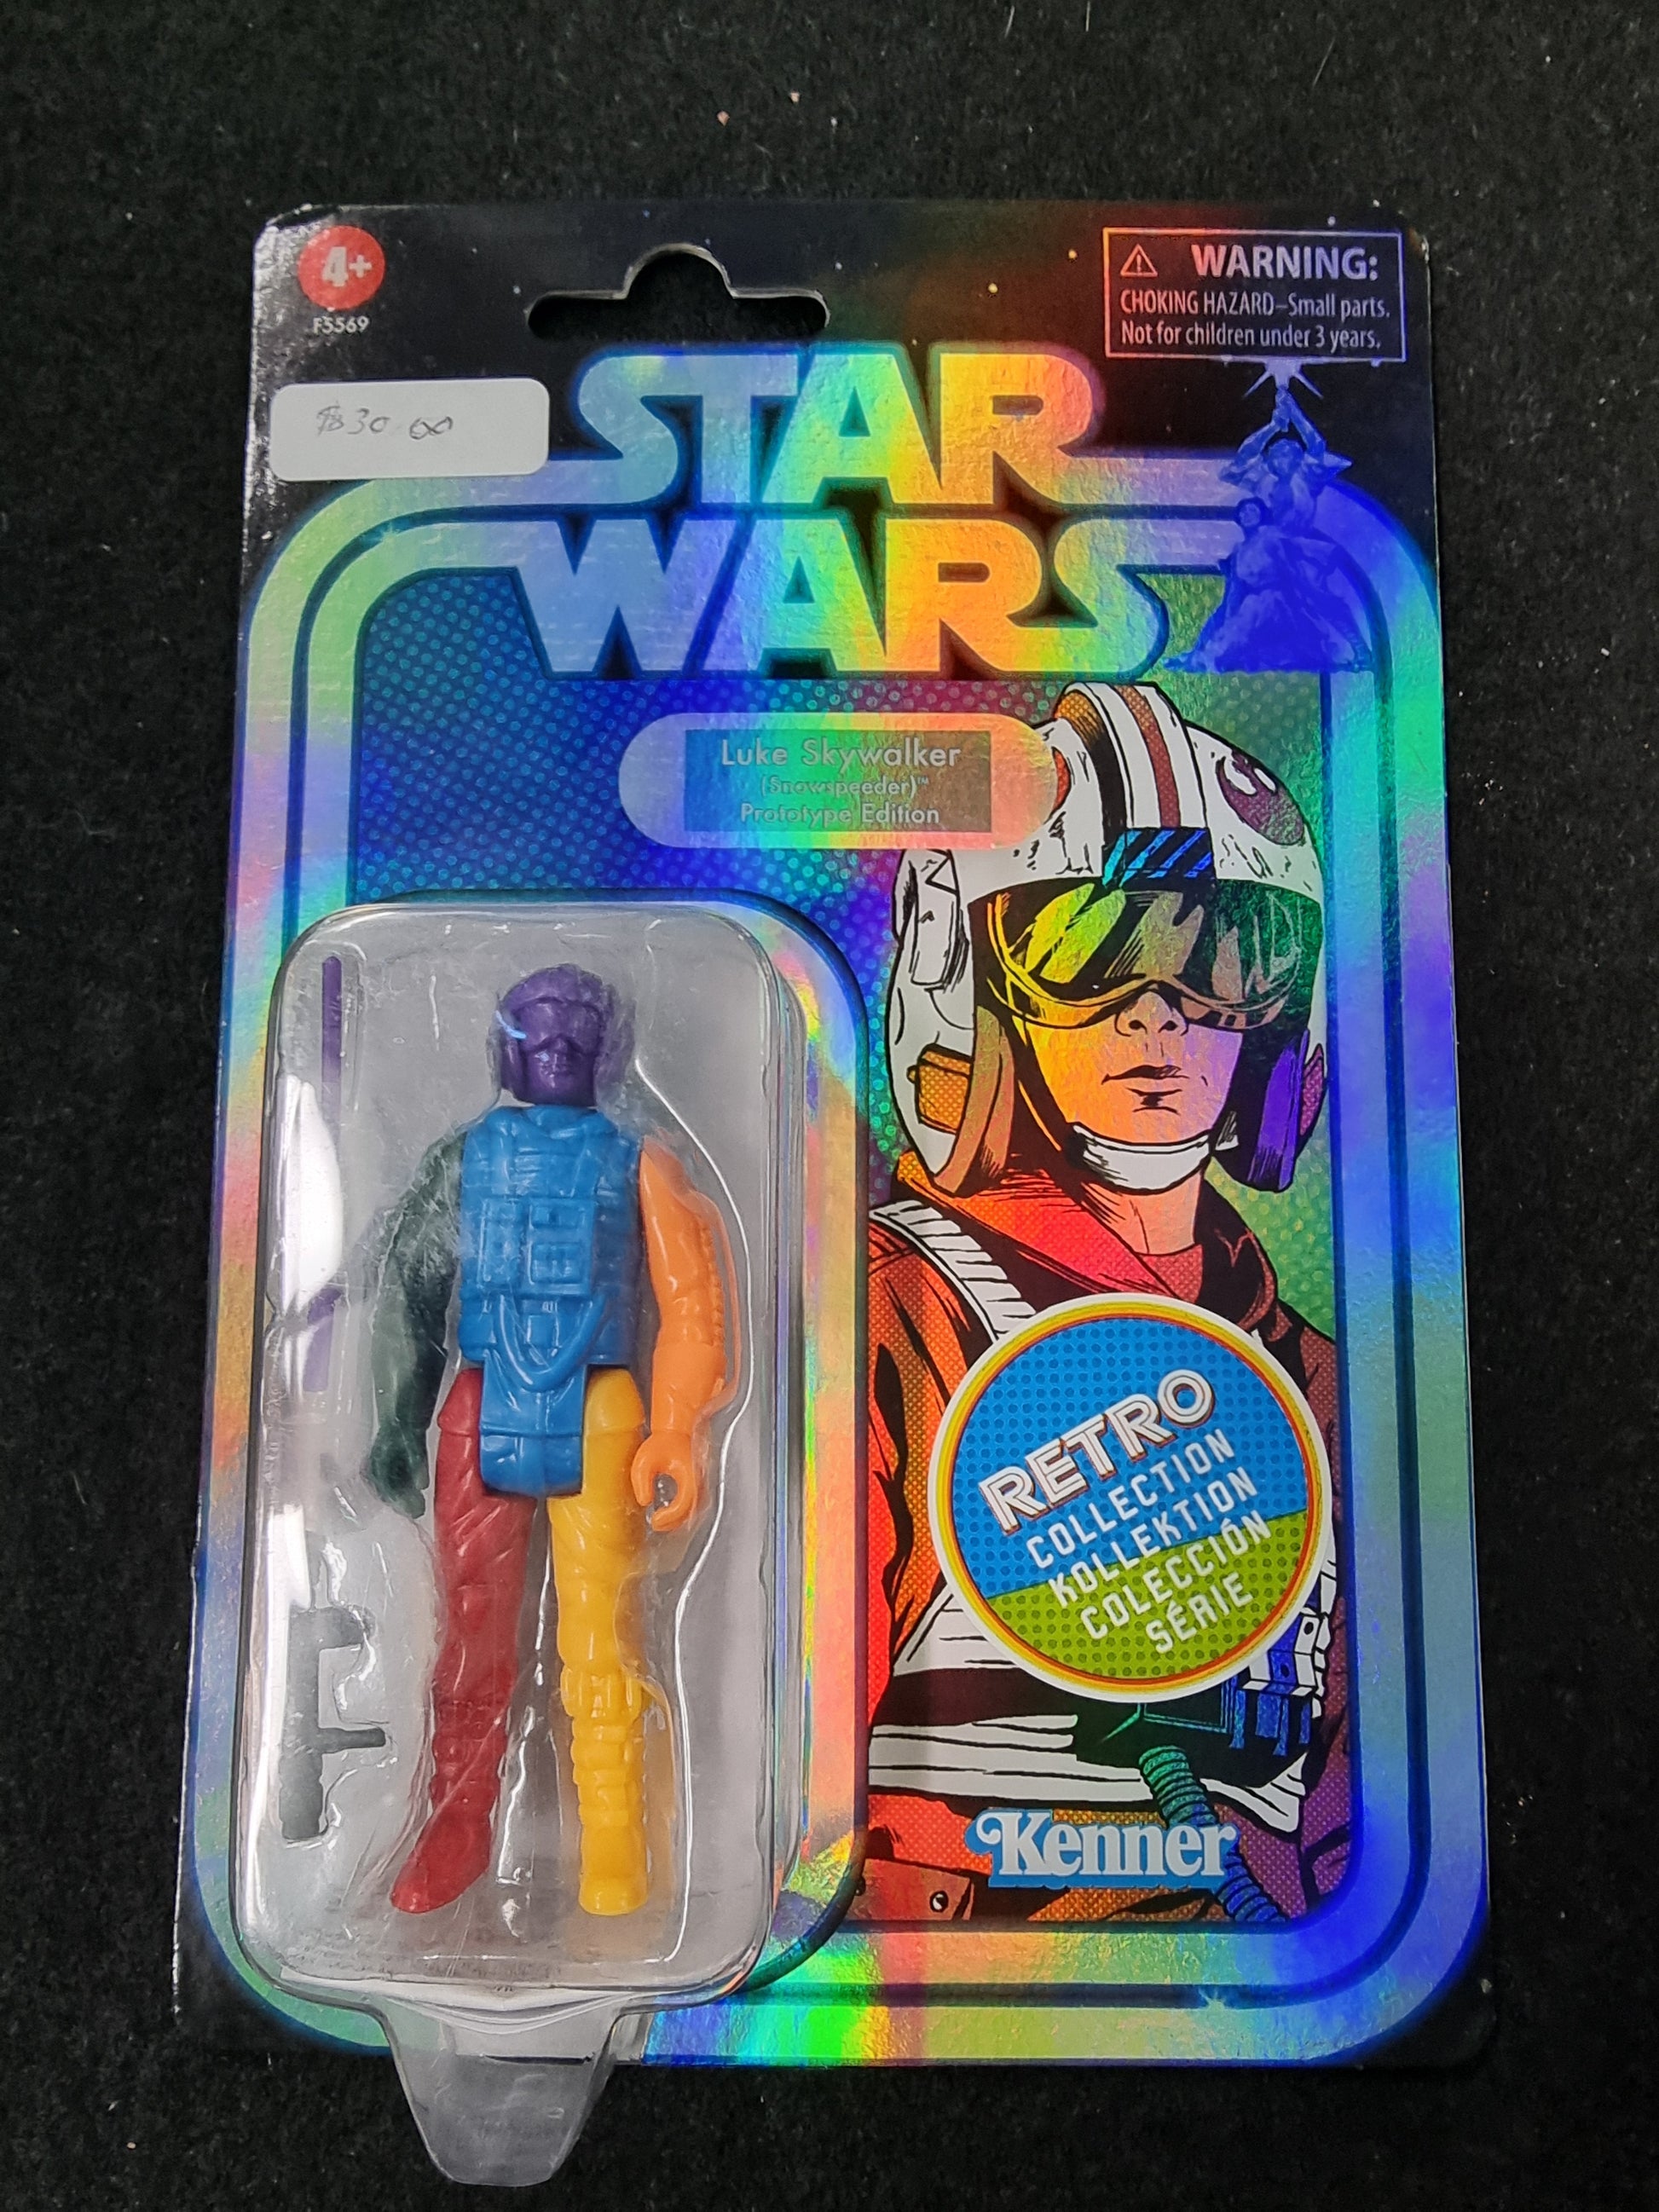 4+
F5569
WARNING:
CHOKING HAZARD–Small parts.
Not for children under 3 years.
$30.00
STAR
WARS
Luke Skywalker
(Snowspeeder)™
Prototype Edition
RETRO
COLLECTION
KOLLEKTION
COLECCIÓN
SÉRIE
Kenner